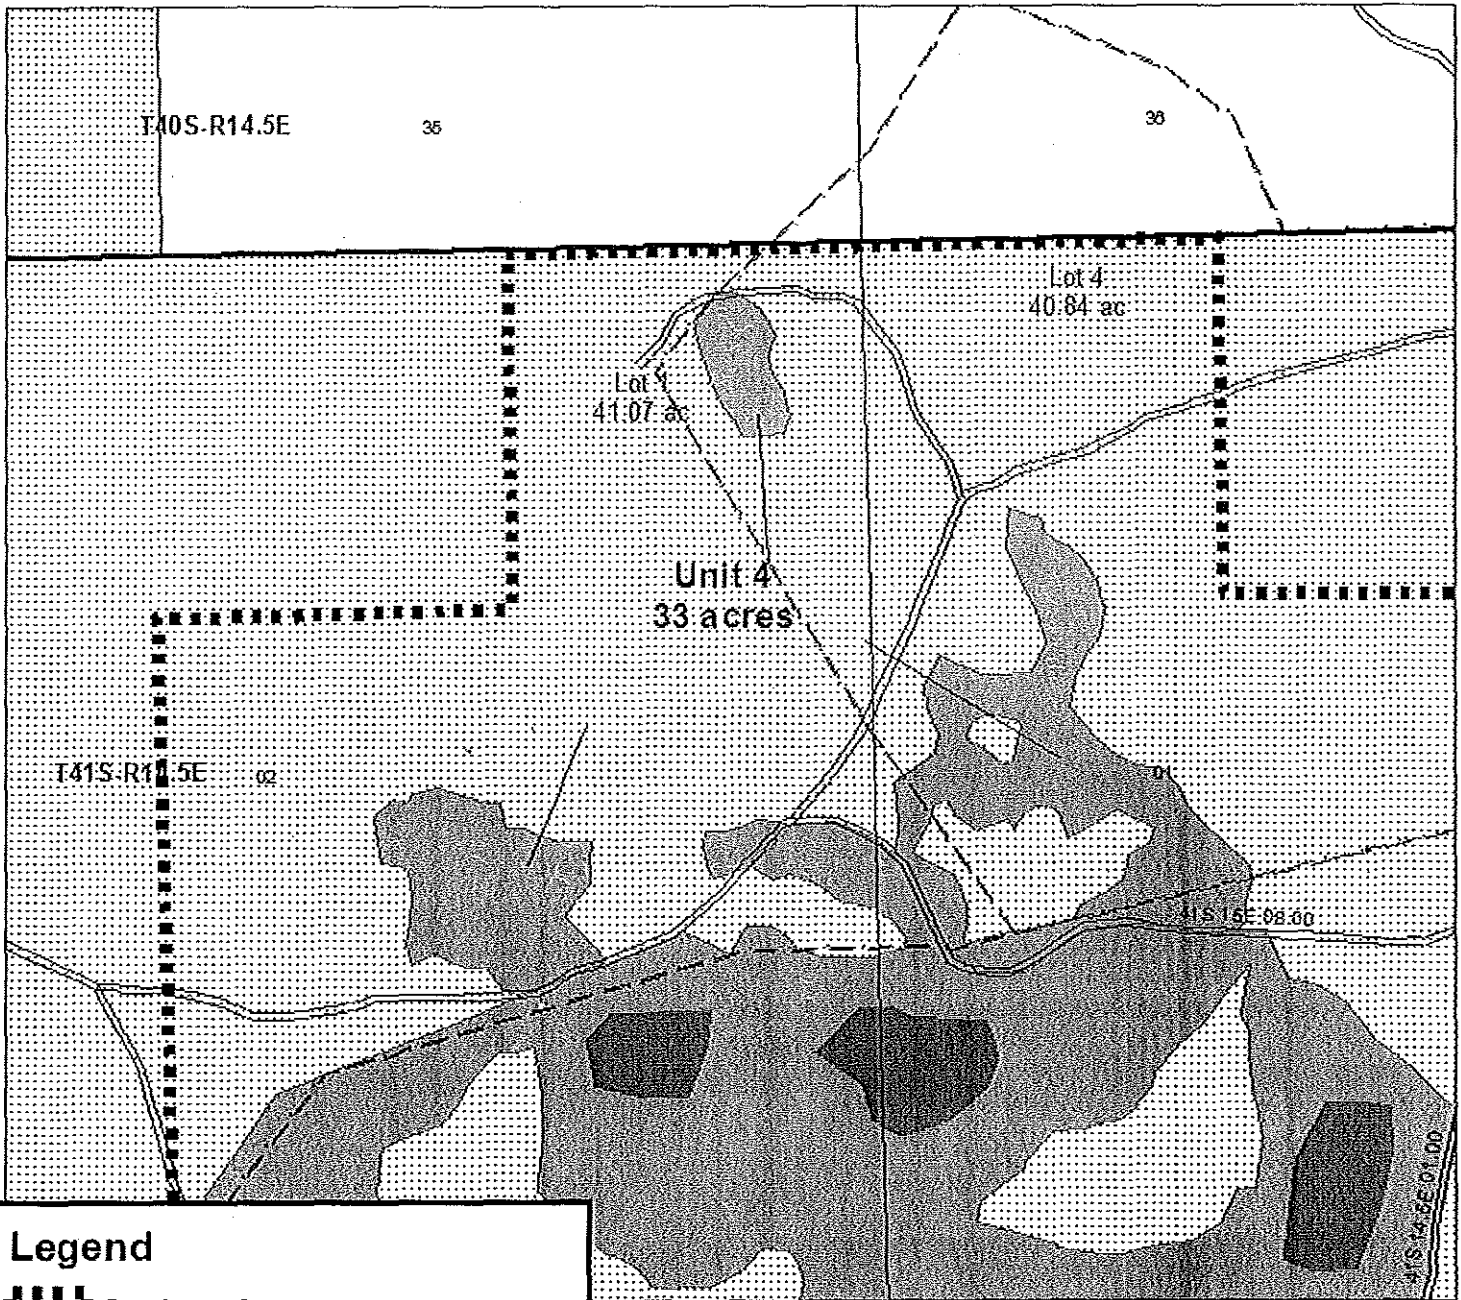 T40S-R14.5E
35
36
Lot 4
40.84 ac
Lot 1
41.07 ac
Unit 4
33 acres
T41S-R14.5E
02
01
41S 15E 08.00
41S 14.5E 01.00
Legend